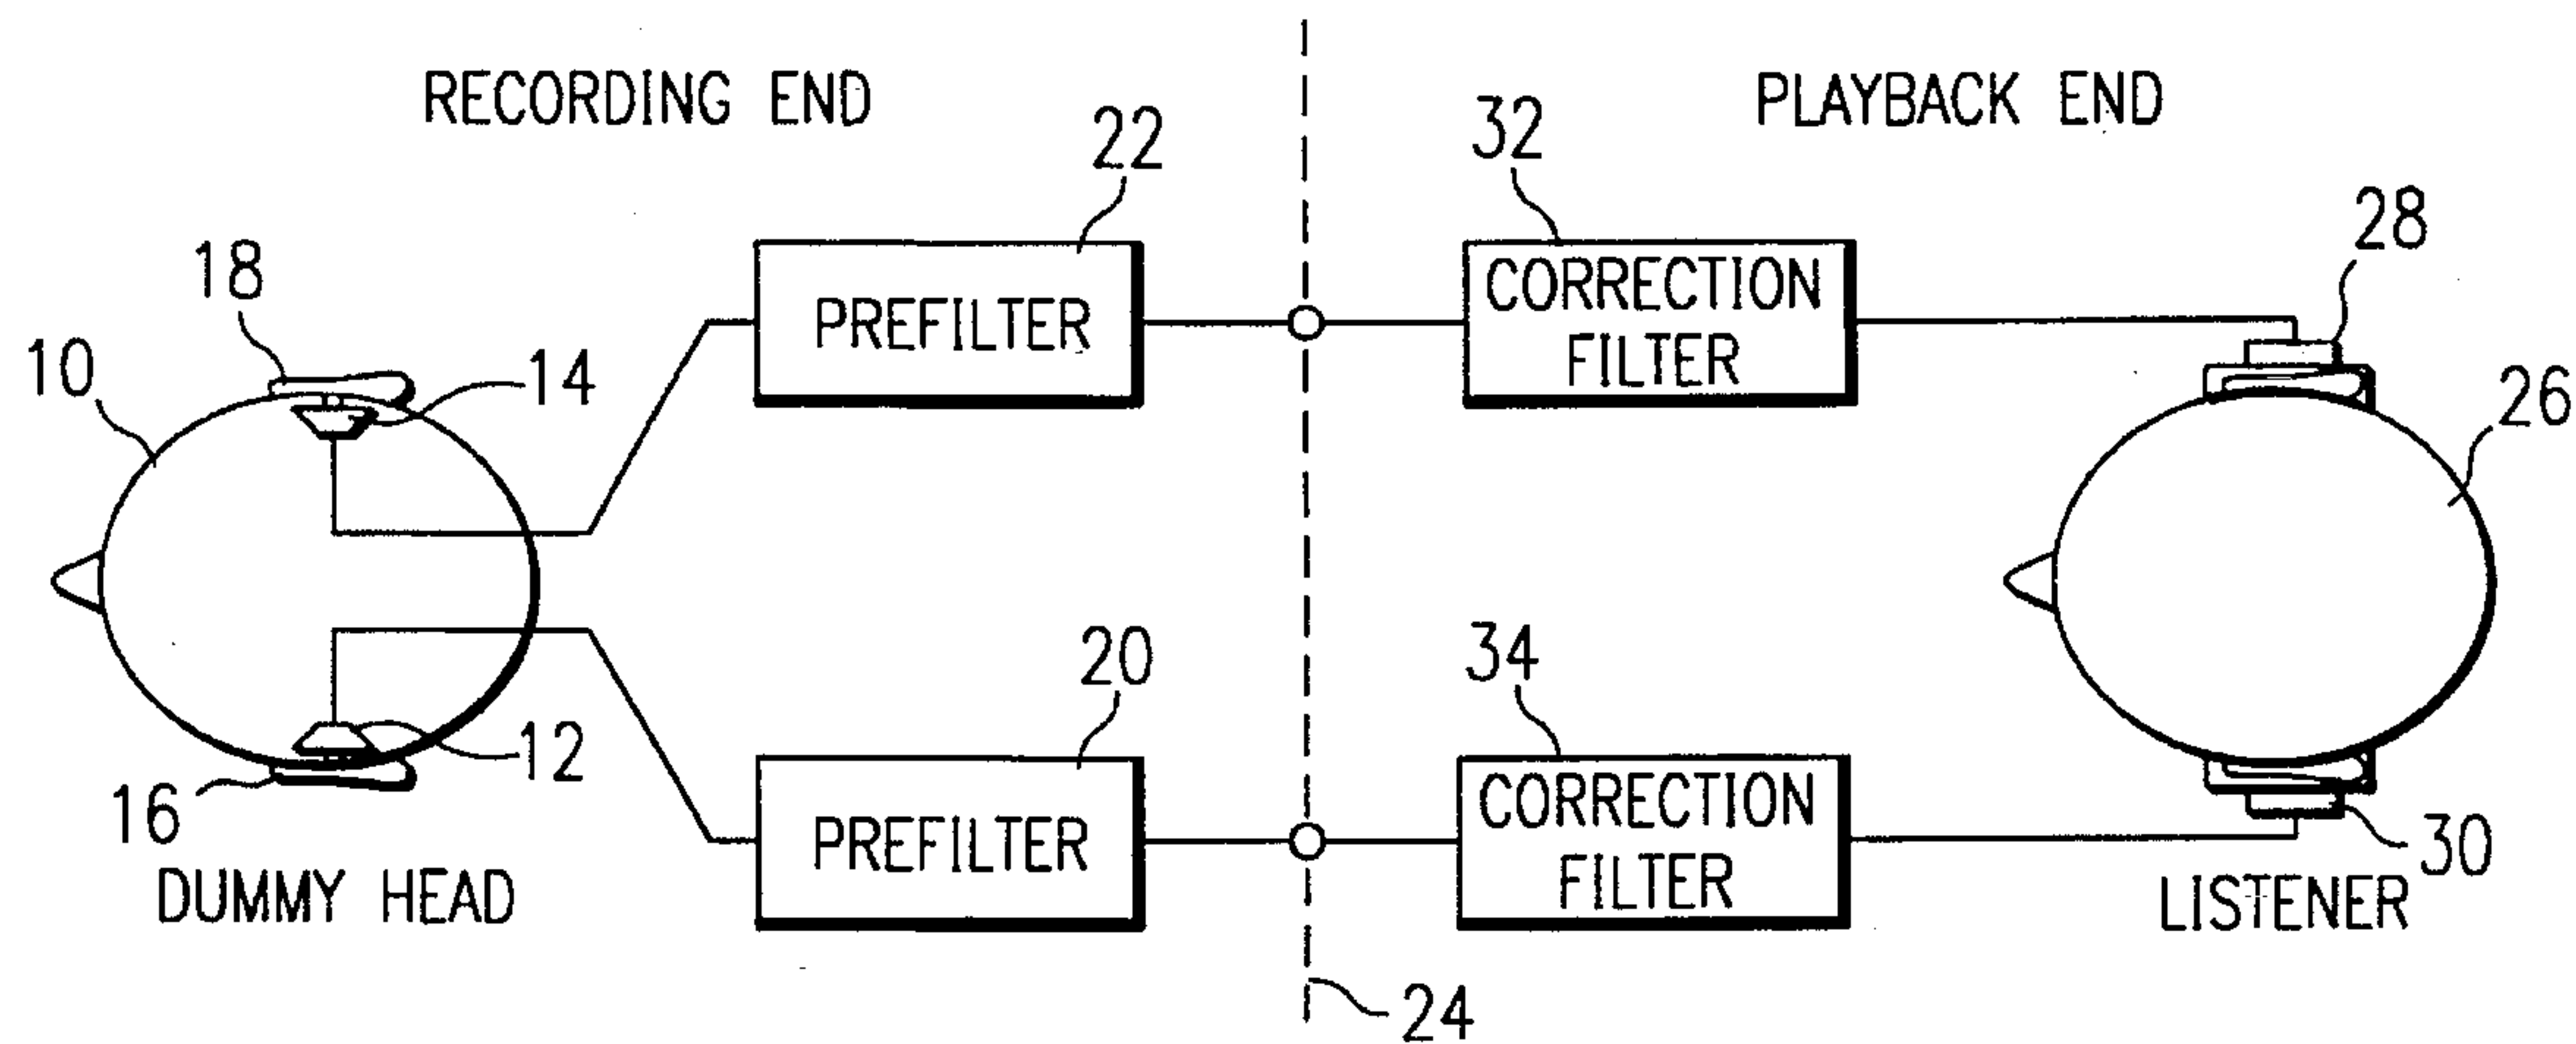 RECORDING END
PLAYBACK END
22
32
28
18
PREFILTER
CORRECTION
FILTER
10
14
26
20
34
12
16
PREFILTER
CORRECTION
FILTER
30
DUMMY HEAD
LISTENER
24